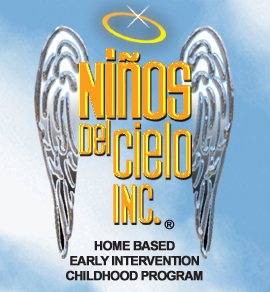 Niños
Del Cielo
INC.®
HOME BASED
EARLY INTERVENTION
CHILDHOOD PROGRAM